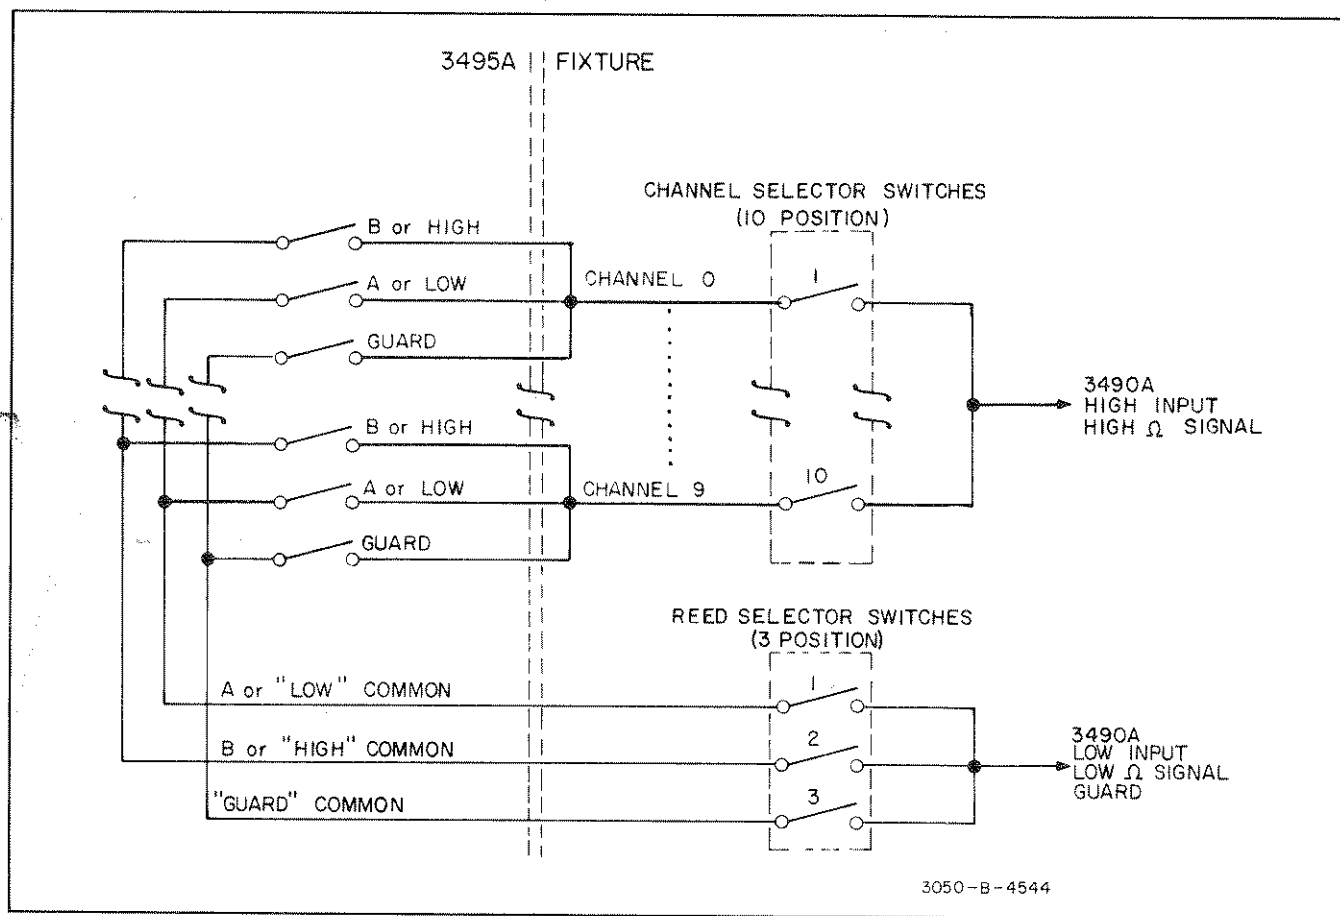 3495A FIXTURE
CHANNEL SELECTOR SWITCHES
(10 POSITION)
B or HIGH
A or LOW
CHANNEL 0
1
GUARD
3490A
HIGH INPUT
HIGH Ω SIGNAL
B or HIGH
A or LOW
CHANNEL 9
10
GUARD
REED SELECTOR SWITCHES
(3 POSITION)
A or "LOW" COMMON
1
B or "HIGH" COMMON
2
"GUARD" COMMON
3
3490A
LOW INPUT
LOW Ω SIGNAL
GUARD
3050-B-4544